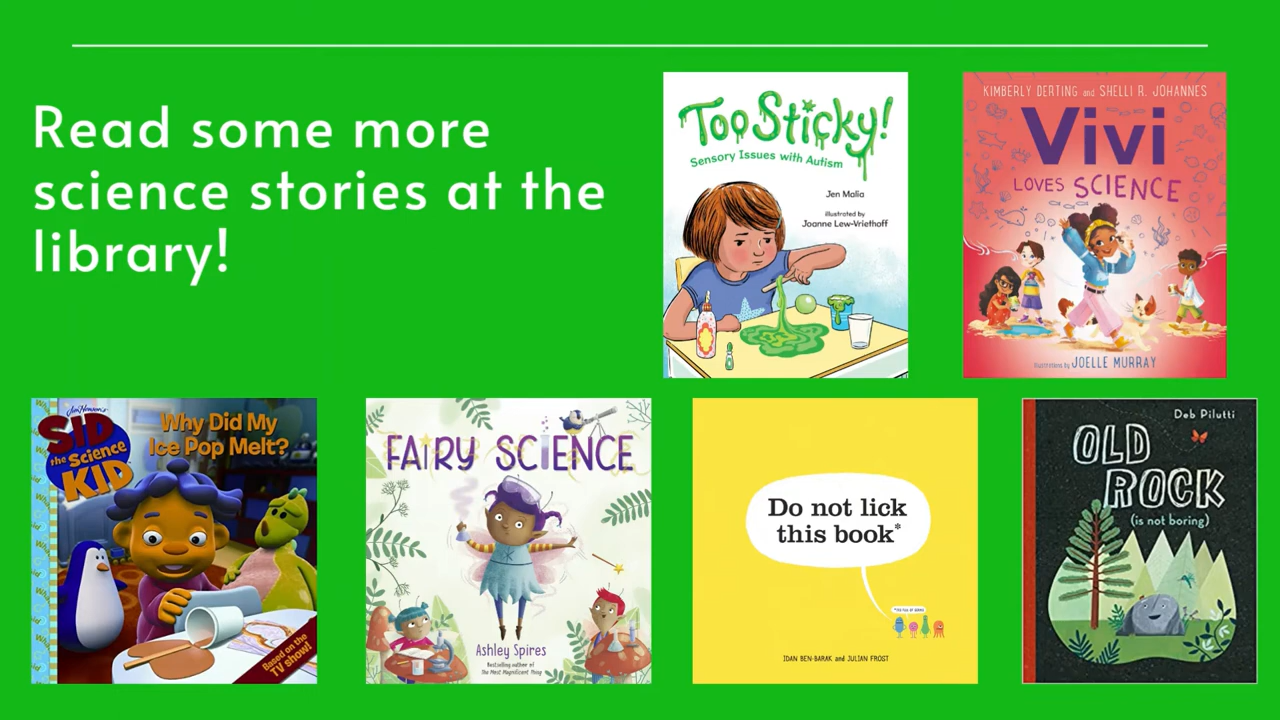 Read some more
science stories at the
library!
Too Sticky!
Sensory Issues with Autism
Jen Malia
illustrated by
Joanne Lew-Vriethoff
KIMBERLY DERTING and SHELLI R. JOHANNES
Vivi
LOVES SCIENCE
illustrations by JOELLE MURRAY
Jim Henson's
SID
the Science
KID
Why Did My
Ice Pop Melt?
Based on the
TV show!
FAIRY SCIENCE
Ashley Spires
Bestselling author of
The Most Magnificent Thing
Do not lick
this book*
IDAN BEN-BARAK and JULIAN FROST
Deb Pilutti
OLD
ROCK
(is not boring)